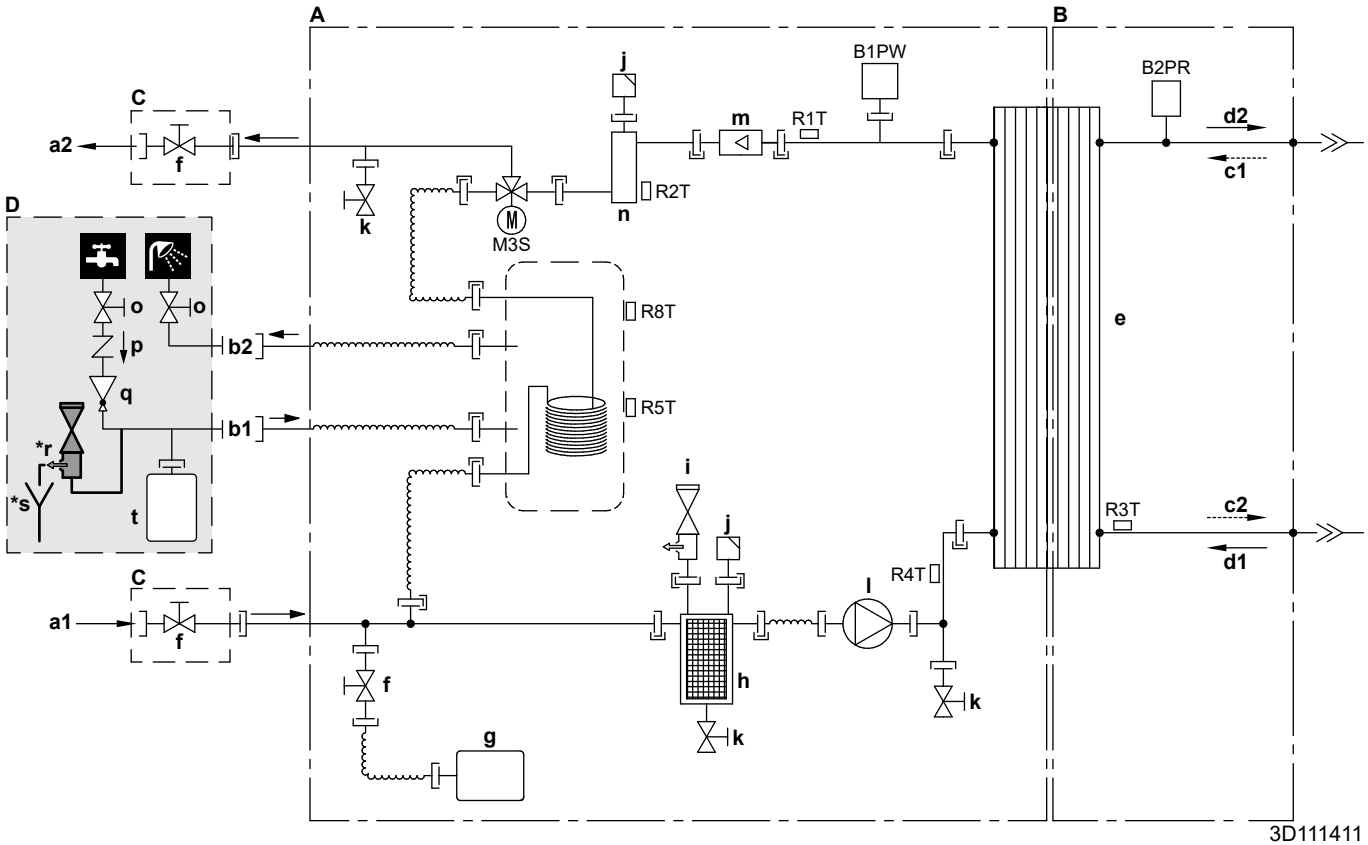 A
B
C
j
B1PW
B2PR
m
R1T
d2
a2
f
c1
D
k
n
R2T
M
M3S
o
o
R8T
e
p
b2
q
R5T
b1
*r
*s
t
i
j
R3T
c2
d1
C
R4T
l
a1
f
f
h
k
k
g
3D111411